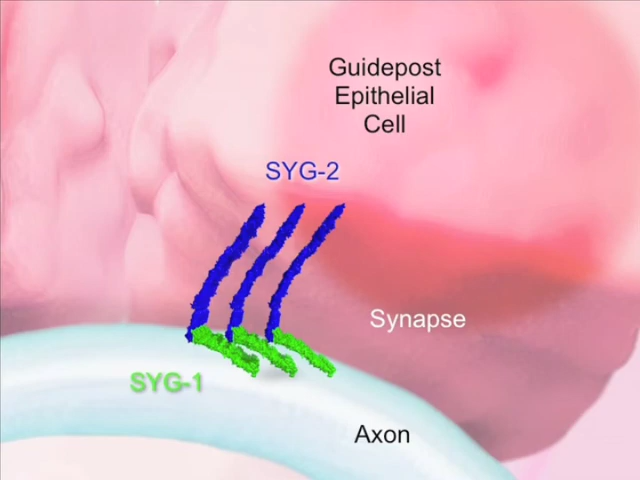 Guidepost
Epithelial
Cell
SYG-2
Synapse
SYG-1
Axon